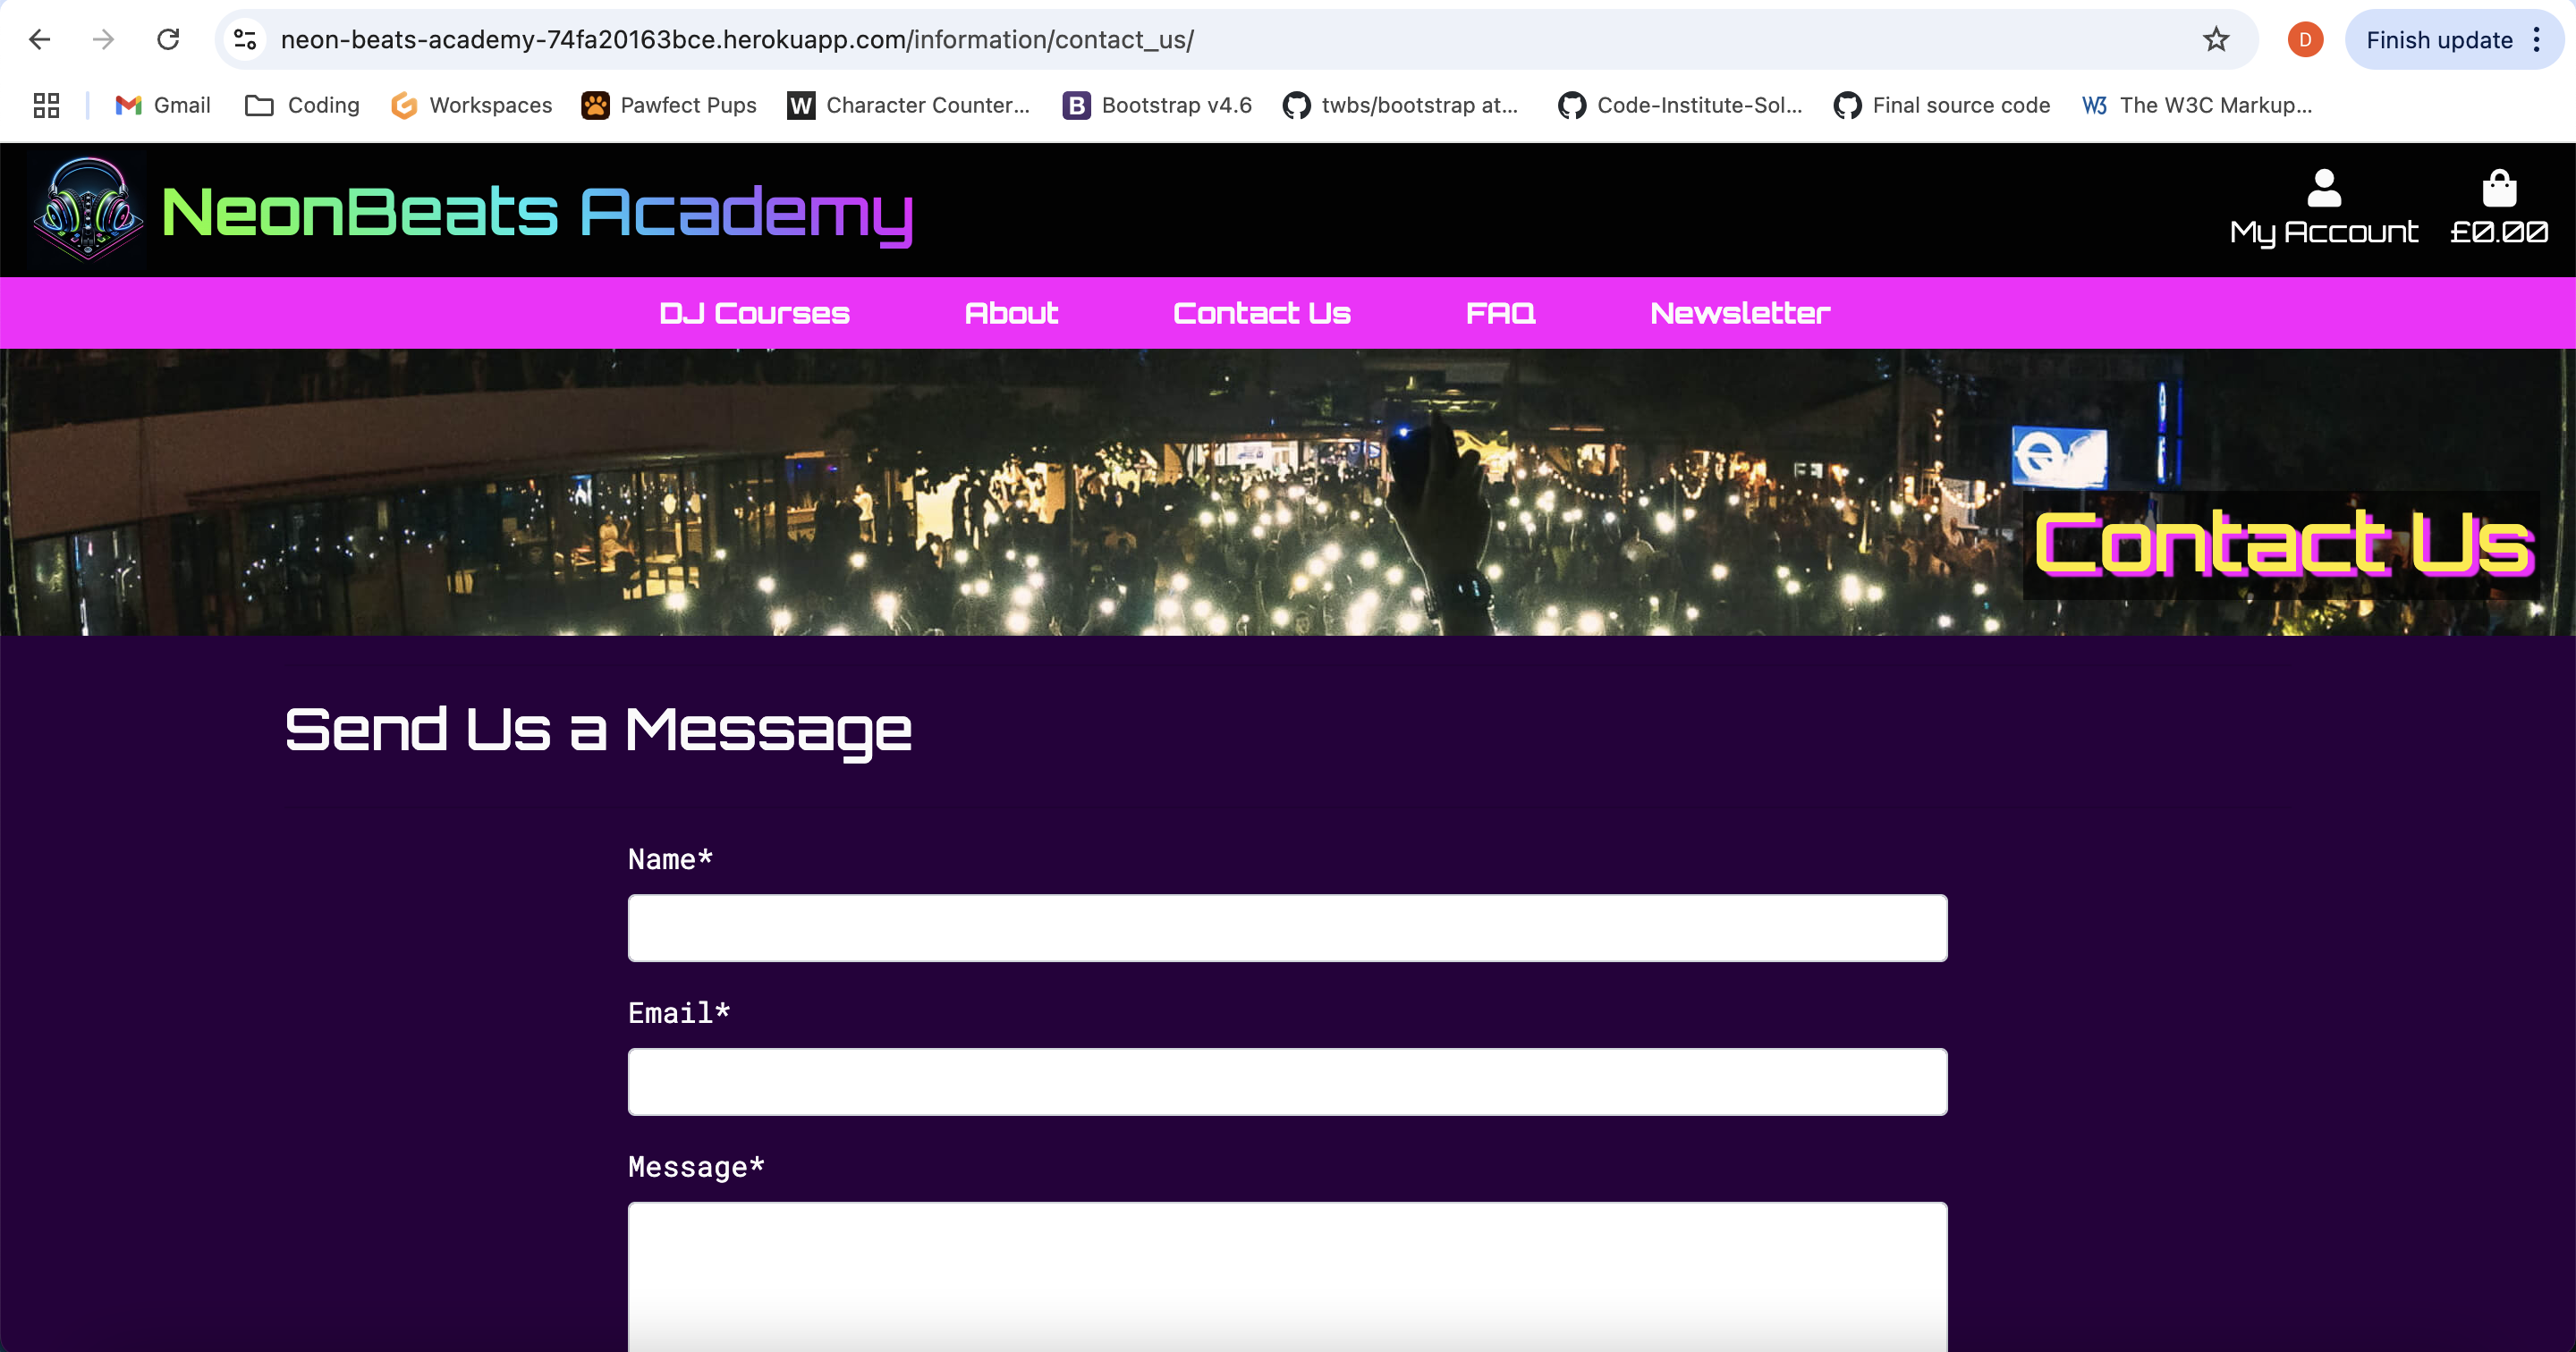 neon-beats-academy-74fa20163bce.herokuapp.com/information/contact_us/
D
Finish update
Gmail
Coding
Workspaces
Pawfect Pups
W
Character Counter...
B
Bootstrap v4.6
twbs/bootstrap at...
Code-Institute-Sol...
Final source code
W3
The W3C Markup...
NeonBeats Academy
My Account
£0.00
DJ Courses
About
Contact Us
FAQ
Newsletter
Contact Us
Send Us a Message
Name*
Email*
Message*